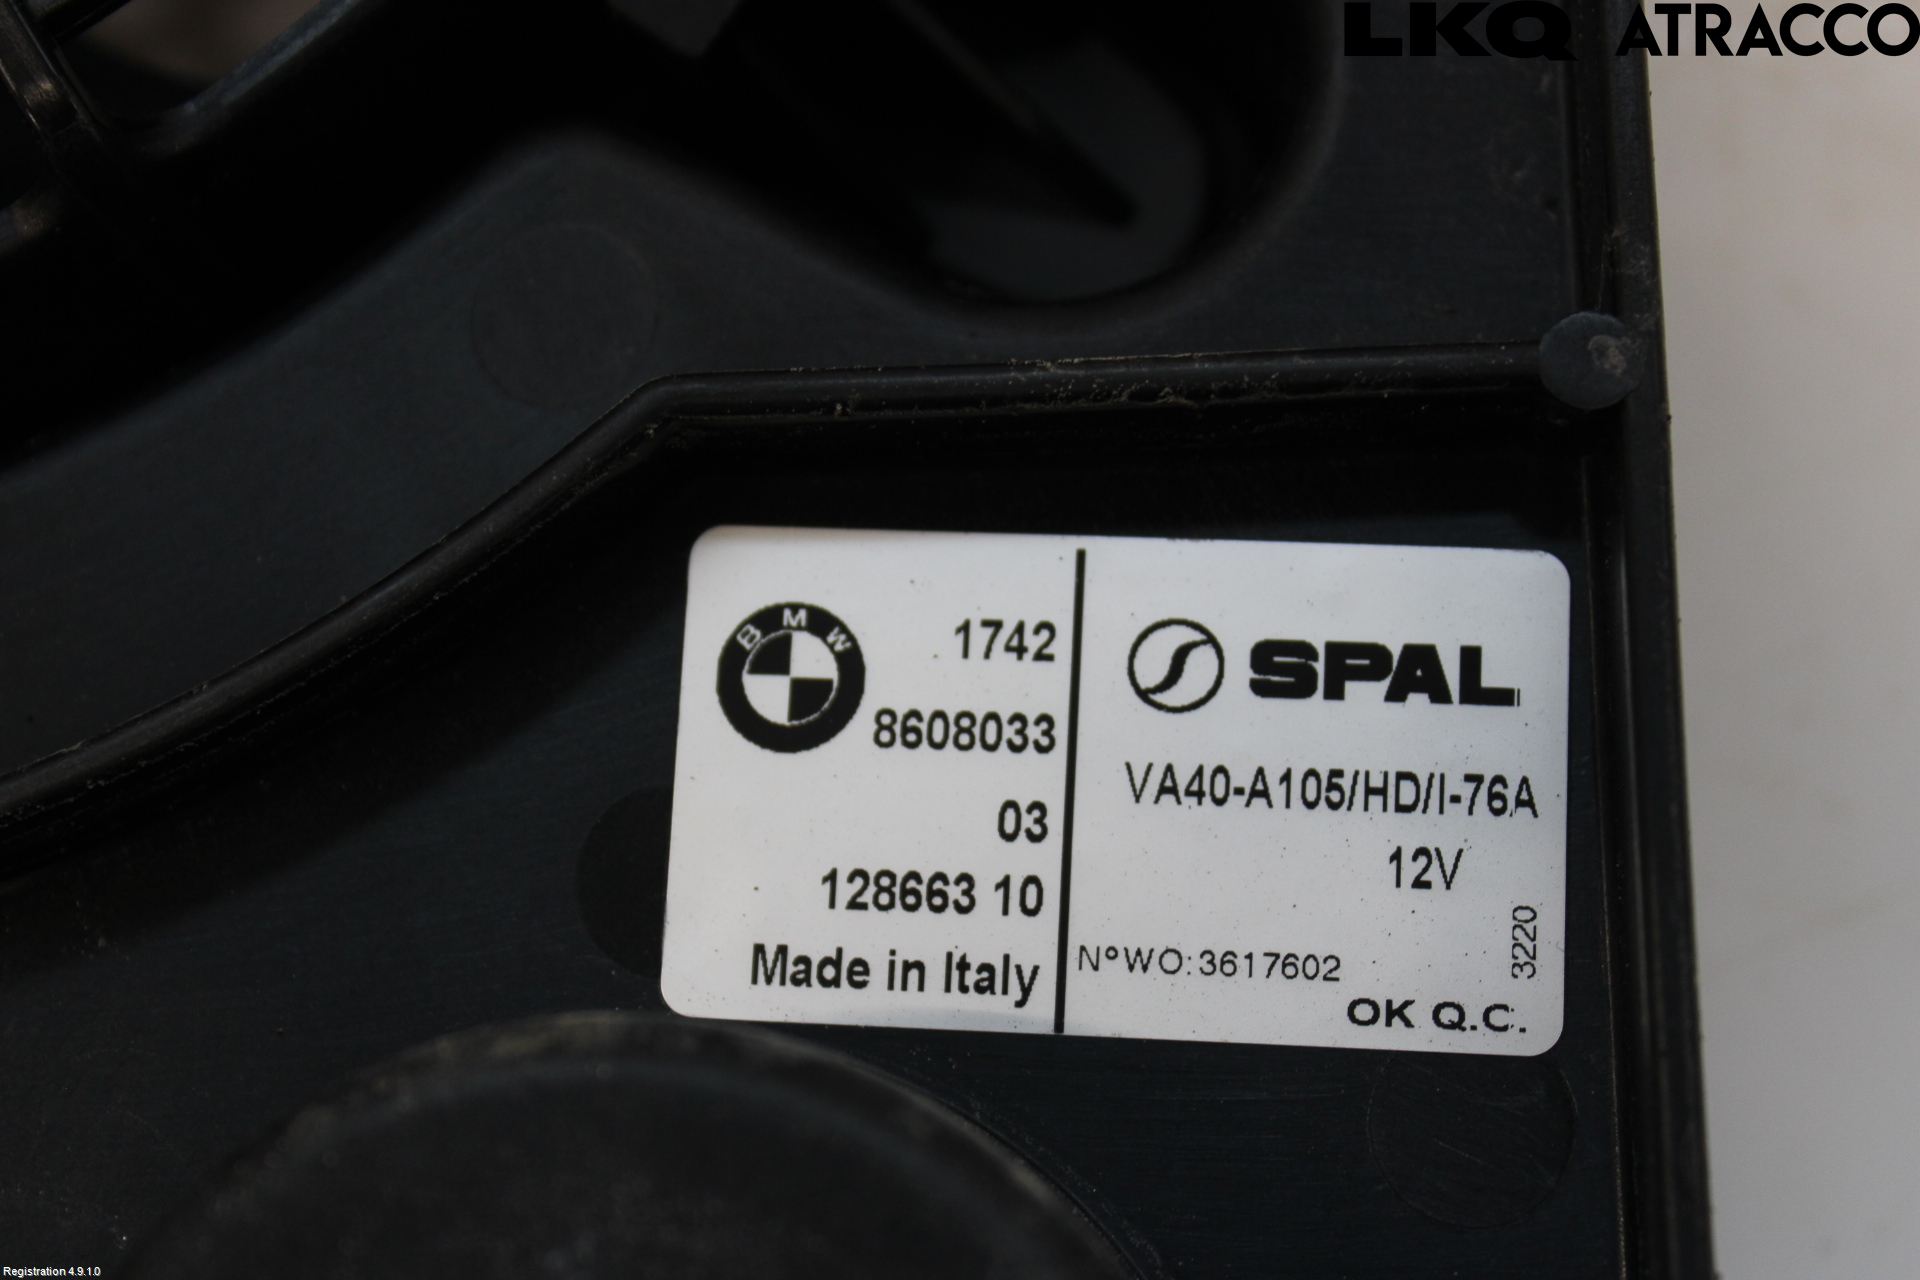 LKQ ATRACCO
BMW
1742
8608033
03
128663 10
Made in Italy
SPAL
VA40-A105/HD/I-76A
12V
3220
N°WO:3617602
OK Q.C.
Registration 4.9.1.0